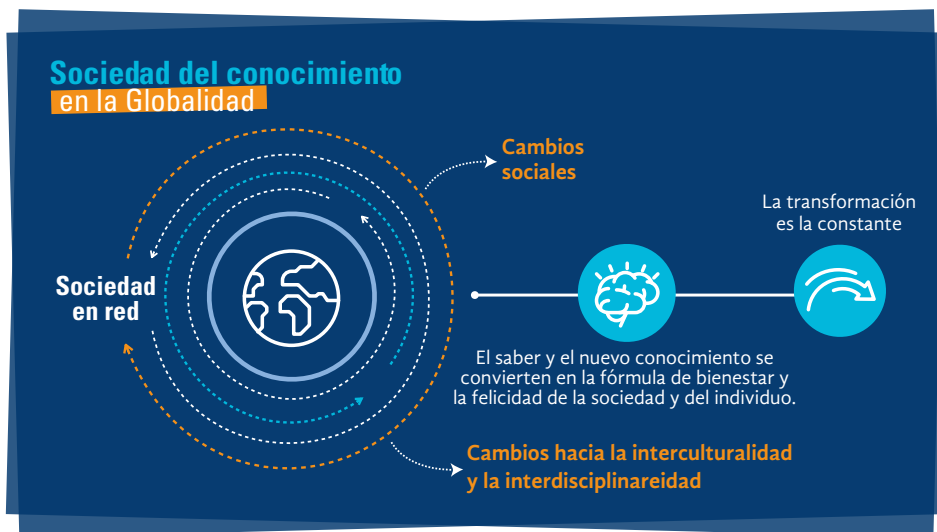 Sociedad del conocimiento
en la Globalidad
Cambios
sociales
La transformación
es la constante
Sociedad
en red
El saber y el nuevo conocimiento se
convierten en la fórmula de bienestar y
la felicidad de la sociedad y del individuo.
Cambios hacia la interculturalidad
y la interdisciplinareidad